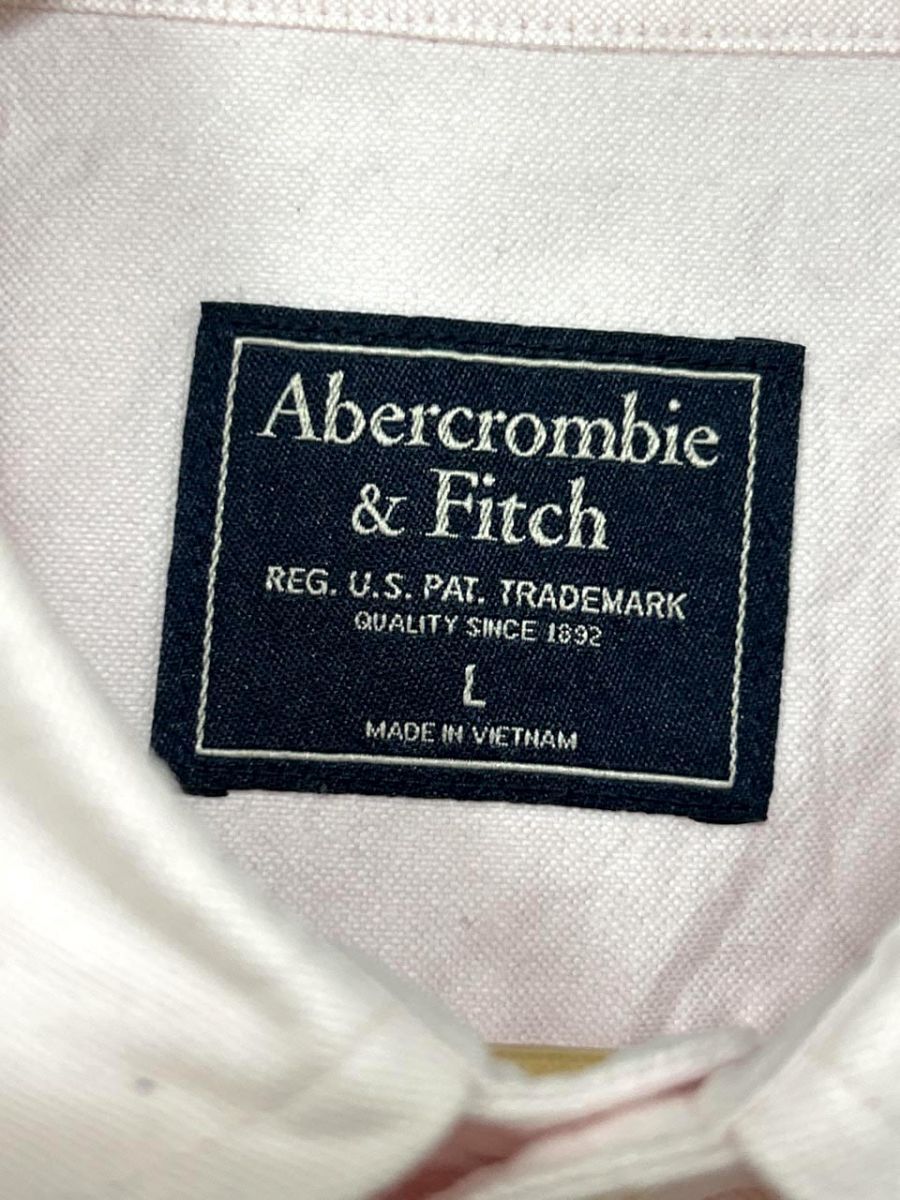 Abercrombie
& Fitch
REG. U.S. PAT. TRADEMARK
QUALITY SINCE 1892
L
MADE IN VIETNAM